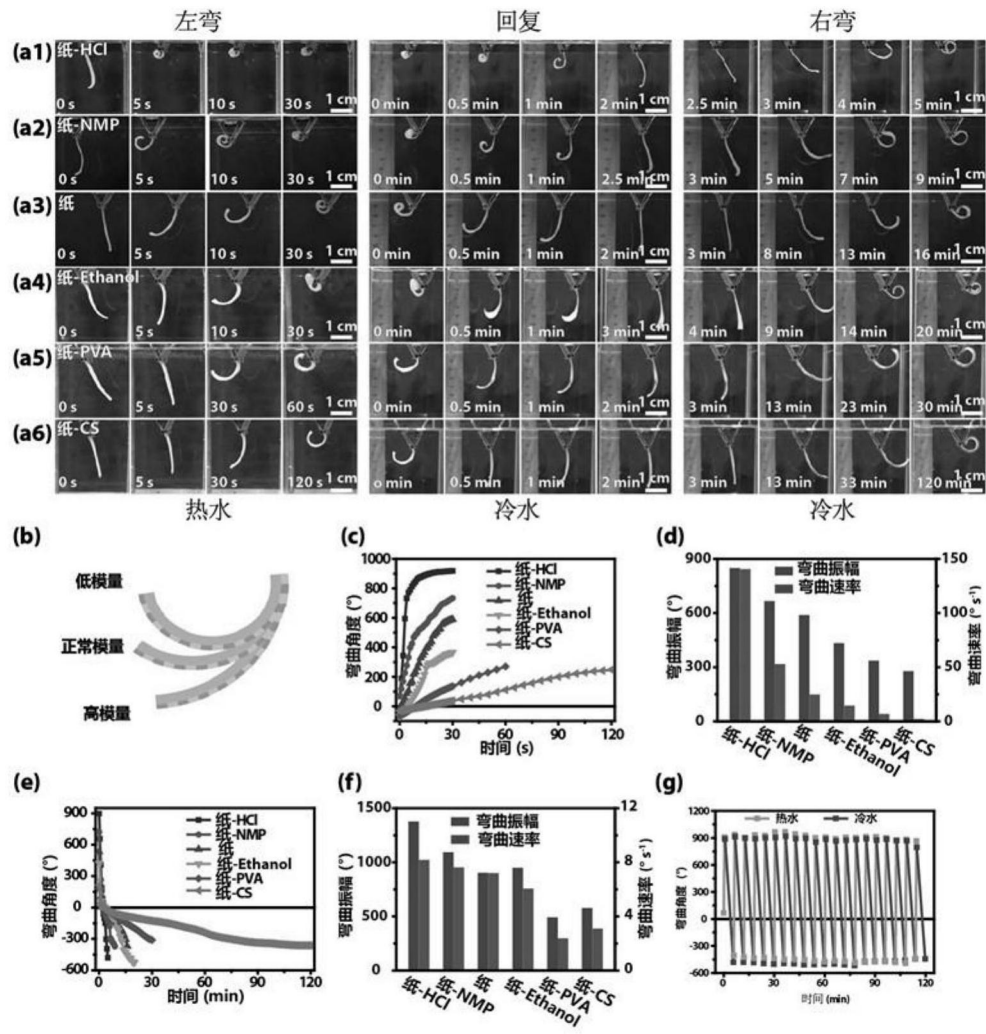 左弯 回复 右弯
(a1) 纸-HCl
0 s 5 s 10 s 30 s 1 cm 0 min 0.5 min 1 min 2 min 1 cm 2.5 min 3 min 4 min 5 min 1 cm
(a2) 纸-NMP
0 s 5 s 10 s 30 s 1 cm 0 min 0.5 min 1 min 2.5 min 1 cm 3 min 5 min 7 min 9 min 1 cm
(a3) 纸
0 s 5 s 10 s 30 s 1 cm 0 min 0.5 min 1 min 2 min 1 cm 3 min 8 min 13 min 16 min 1 cm
(a4) 纸-Ethanol
0 s 5 s 10 s 30 s 1 cm 0 min 0.5 min 1 min 3 min 1 cm 4 min 9 min 14 min 20 min 1 cm
(a5) 纸-PVA
0 s 5 s 30 s 60 s 1 cm 0 min 0.5 min 1 min 2 min 1 cm 3 min 13 min 23 min 30 min 1 cm
(a6) 纸-CS
0 s 5 s 30 s 120 s 1 cm o min 0.5 min 1 min 2 min 1 cm 3 min 13 min 33 min 120 min 1 cm
热水 冷水 冷水
(b)
低模量
正常模量
高模量
(c)
1000
800
600
400
200
0
弯曲角度 (°)
纸-HCl
纸-NMP
纸
纸-Ethanol
纸-PVA
纸-CS
0 30 60 90 120
时间 (s)
(d)
900
600
300
0
弯曲振幅 (°)
弯曲振幅
弯曲速率
150
100
50
0
弯曲速率 (° s⁻¹)
纸-HCl 纸-NMP 纸 纸-Ethanol 纸-PVA 纸-CS
(e)
900
600
300
0
-300
-600
弯曲角度 (°)
纸-HCl
纸-NMP
纸
纸-Ethanol
纸-PVA
纸-CS
0 30 60 90 120
时间 (min)
(f)
1500
1000
500
0
弯曲振幅 (°)
弯曲振幅
弯曲速率
12
8
4
0
弯曲速率 (° s⁻¹)
纸-HCl 纸-NMP 纸 纸-Ethanol 纸-PVA 纸-CS
(g)
1200
900
600
300
0
-300
-600
弯曲角度 (°)
热水 冷水
0 30 60 90 120
时间 (min)